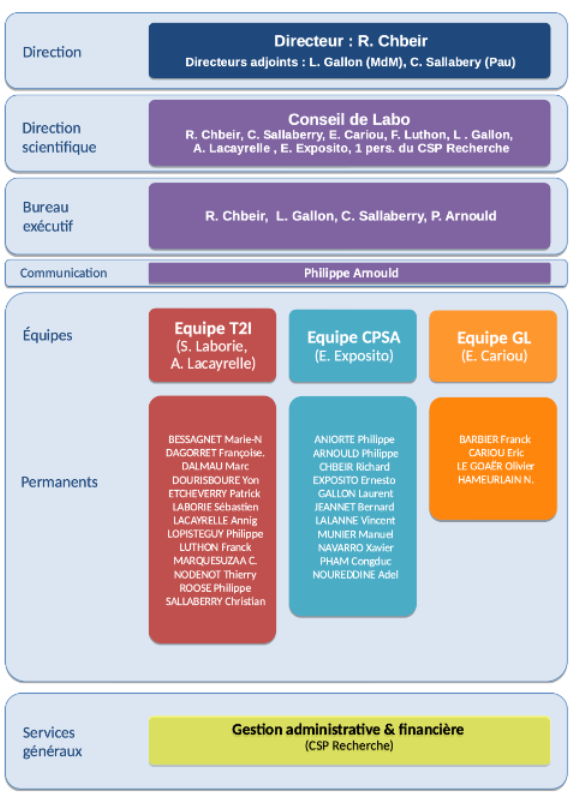 Direction
Directeur : R. Chbeir
Directeurs adjoints : L. Gallon (MdM), C. Sallabery (Pau)
Direction
scientifique
Conseil de Labo
R. Chbeir, C. Sallaberry, E. Cariou, F. Luthon, L . Gallon,
A. Lacayrelle , E. Exposito, 1 pers. du CSP Recherche
Bureau
exécutif
R. Chbeir, L. Gallon, C. Sallaberry, P. Arnould
Communication
Philippe Arnould
Équipes
Equipe T2I
(S. Laborie,
A. Lacayrelle)
Equipe CPSA
(E. Exposito)
Equipe GL
(E. Cariou)
Permanents
BESSAGNET Marie-N
DAGORRET Françoise.
DALMAU Marc
DOURISBOURE Yon
ETCHEVERRY Patrick
LABORIE Sébastien
LACAYRELLE Annig
LOPISTEGUY Philippe
LUTHON Franck
MARQUESUZAA C.
NODENOT Thierry
ROOSE Philippe
SALLABERRY Christian
ANIORTE Philippe
ARNOULD Philippe
CHBEIR Richard
EXPOSITO Ernesto
GALLON Laurent
JEANNET Bernard
LALANNE Vincent
MUNIER Manuel
NAVARRO Xavier
PHAM Congduc
NOUREDDINE Adel
BARBIER Franck
CARIOU Eric
LE GOAËR Olivier
HAMEURLAIN N.
Services
généraux
Gestion administrative & financière
(CSP Recherche)